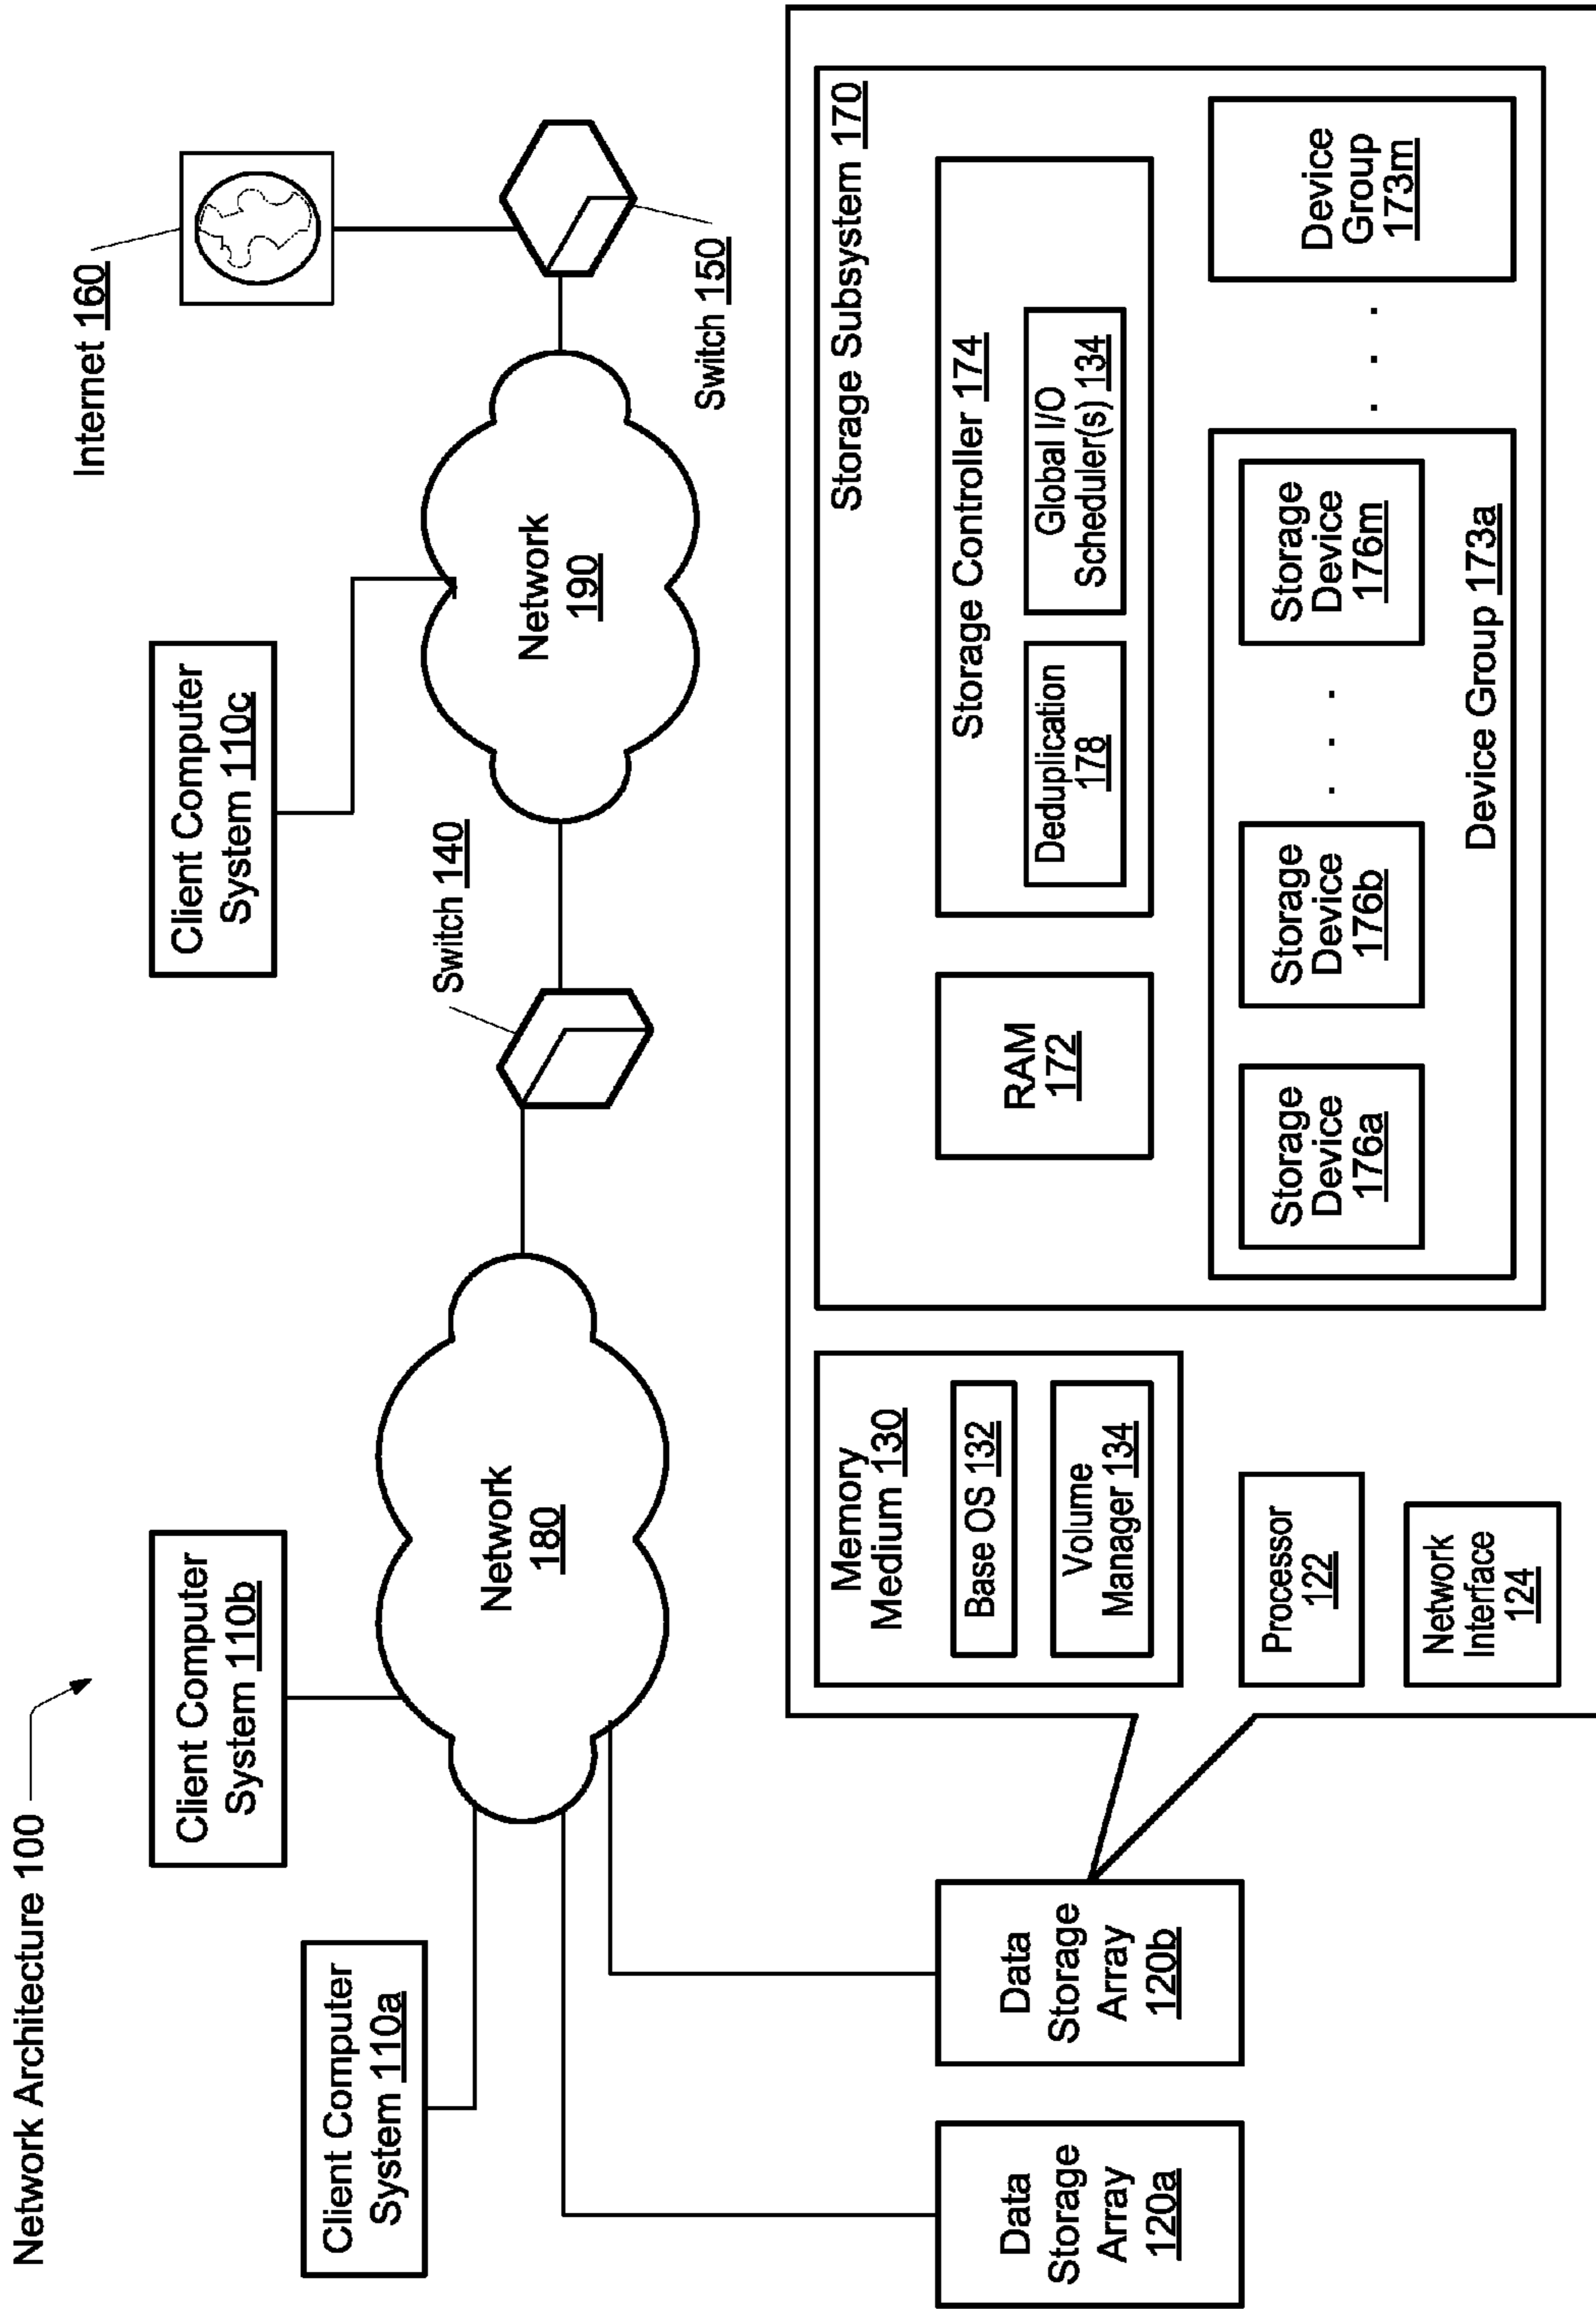 Network Architecture 100
Client Computer
System 110a
Client Computer
System 110b
Client Computer
System 110c
Internet 160
Switch 140
Switch 150
Network
180
Network
190
Data
Storage
Array
120a
Data
Storage
Array
120b
Memory
Medium 130
Base OS 132
Volume
Manager 134
Processor
122
Network
Interface
124
Storage Subsystem 170
RAM
172
Storage Controller 174
Deduplication
178
Global I/O
Scheduler(s) 134
Storage
Device
176a
Storage
Device
176b
. . .
Storage
Device
176m
Device Group 173a
. . .
Device
Group
173m